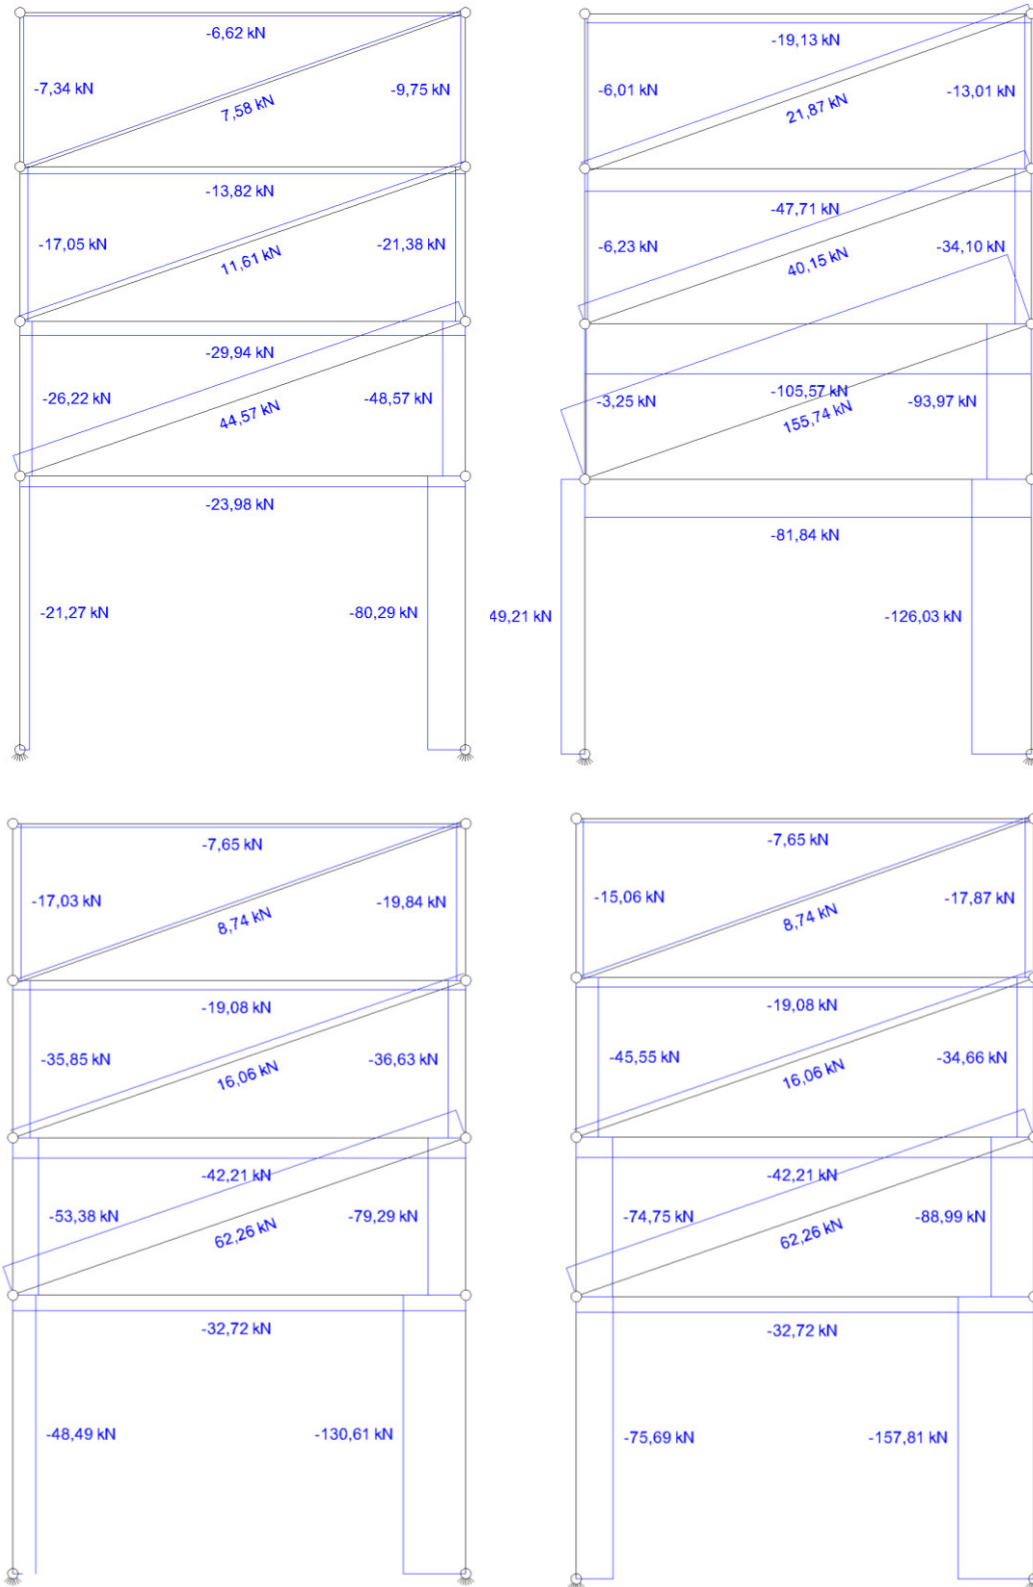 -6,62 kN
-7,34 kN
-9,75 kN
7,58 kN
-13,82 kN
-17,05 kN
-21,38 kN
11,61 kN
-29,94 kN
-26,22 kN
-48,57 kN
44,57 kN
-23,98 kN
-21,27 kN
-80,29 kN
-19,13 kN
-6,01 kN
-13,01 kN
21,87 kN
-47,71 kN
-6,23 kN
-34,10 kN
40,15 kN
-105,57 kN
-3,25 kN
-93,97 kN
155,74 kN
-81,84 kN
49,21 kN
-126,03 kN
-7,65 kN
-17,03 kN
-19,84 kN
8,74 kN
-19,08 kN
-35,85 kN
-36,63 kN
16,06 kN
-42,21 kN
-53,38 kN
-79,29 kN
62,26 kN
-32,72 kN
-48,49 kN
-130,61 kN
-7,65 kN
-15,06 kN
-17,87 kN
8,74 kN
-19,08 kN
-45,55 kN
-34,66 kN
16,06 kN
-42,21 kN
-74,75 kN
-88,99 kN
62,26 kN
-32,72 kN
-75,69 kN
-157,81 kN